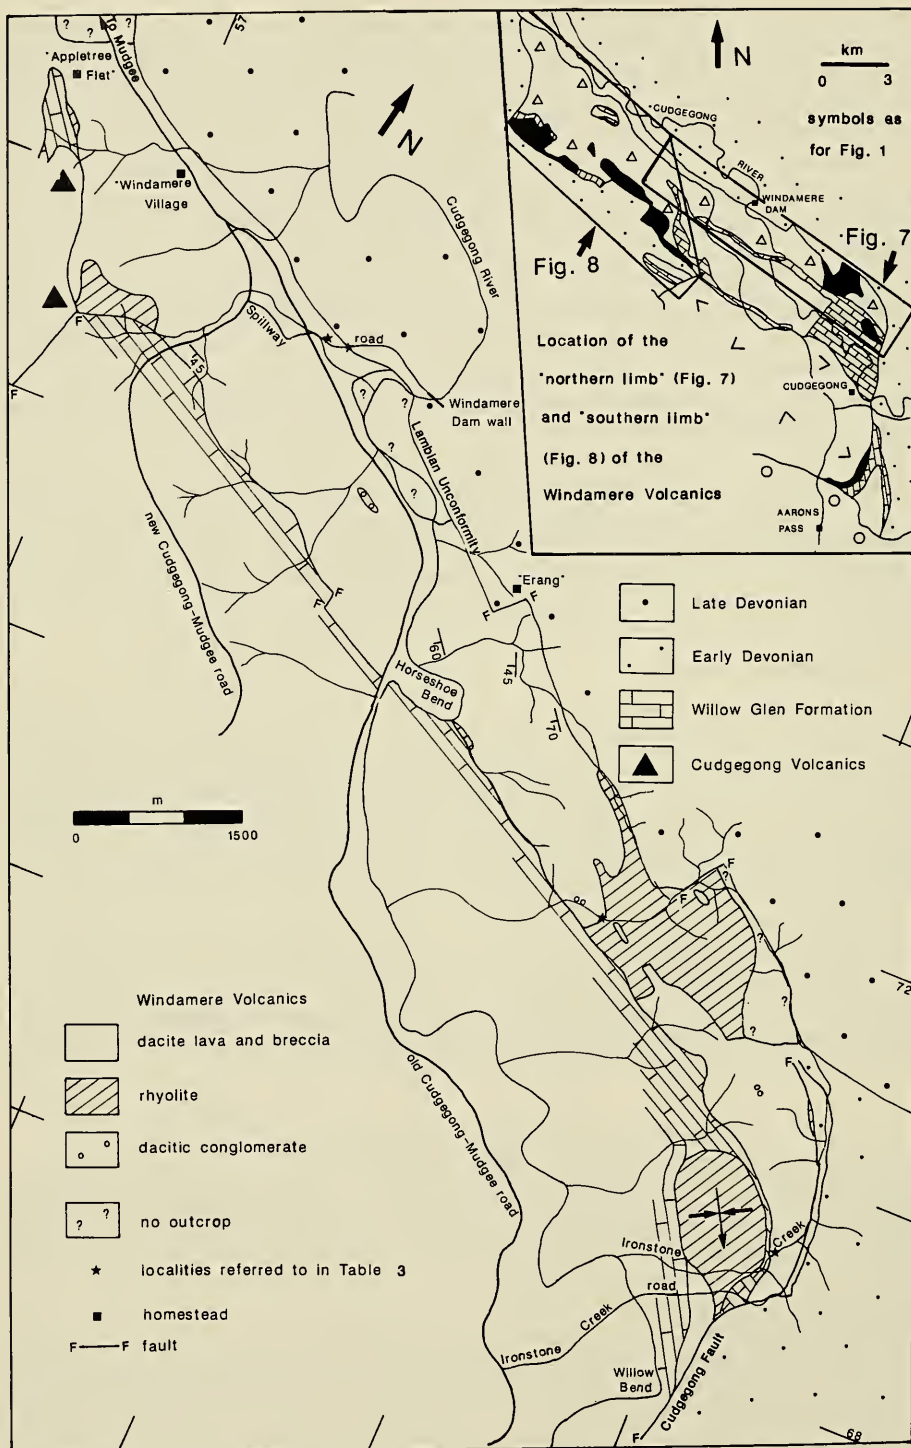 ? ?
?
To Mudgee
57
"Appletree
Flat"
"Windamere
Village
N
Cudgegong River
F
F
45
Spillway
road
Windamere
Dam wall
?
?
?
?
Lambian Unconformity
new Cudgegong-Mudgee road
"Erang"
F
F
F
F
60
45
70
Horseshoe
Bend
m
0 1500
N
km
0 3
symbols as
for Fig. 1
CUDGEGONG
RIVER
WINDAMERE
DAM
Fig. 7
Fig. 8
Location of the
"northern limb" (Fig. 7)
and "southern limb"
(Fig. 8) of the
Windamere Volcanics
CUDGEGONG
AARONS
PASS
Late Devonian
Early Devonian
Willow Glen Formation
Cudgegong Volcanics
F
F
?
?
?
?
72
F
Windamere Volcanics
dacite lava and breccia
rhyolite
dacitic conglomerate
? ?
no outcrop
localities referred to in Table 3
homestead
F F fault
old Cudgegong-Mudgee road
Ironstone
Creek
road
Creek
Ironstone
Willow
Bend
Cudgegong Fault
F
68